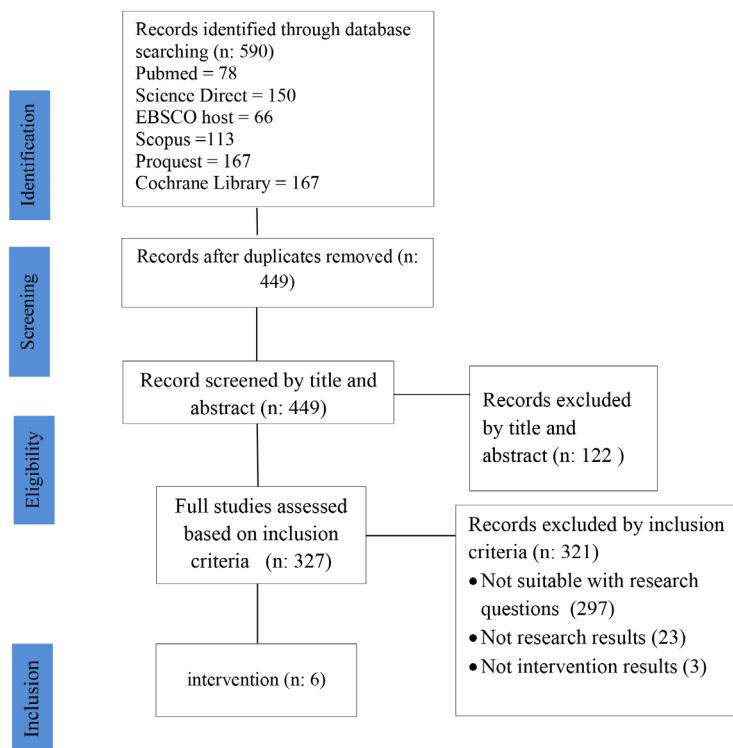 Identification
Records identified through database
searching (n: 590)
Pubmed = 78
Science Direct = 150
EBSCO host = 66
Scopus =113
Proquest = 167
Cochrane Library = 167
Screening
Records after duplicates removed (n:
449)
Record screened by title and
abstract (n: 449)
Records excluded
by title and
abstract (n: 122 )
Eligibility
Full studies assessed
based on inclusion
criteria (n: 327)
Records excluded by inclusion
criteria (n: 321)
• Not suitable with research
questions (297)
• Not research results (23)
• Not intervention results (3)
Inclusion
intervention (n: 6)